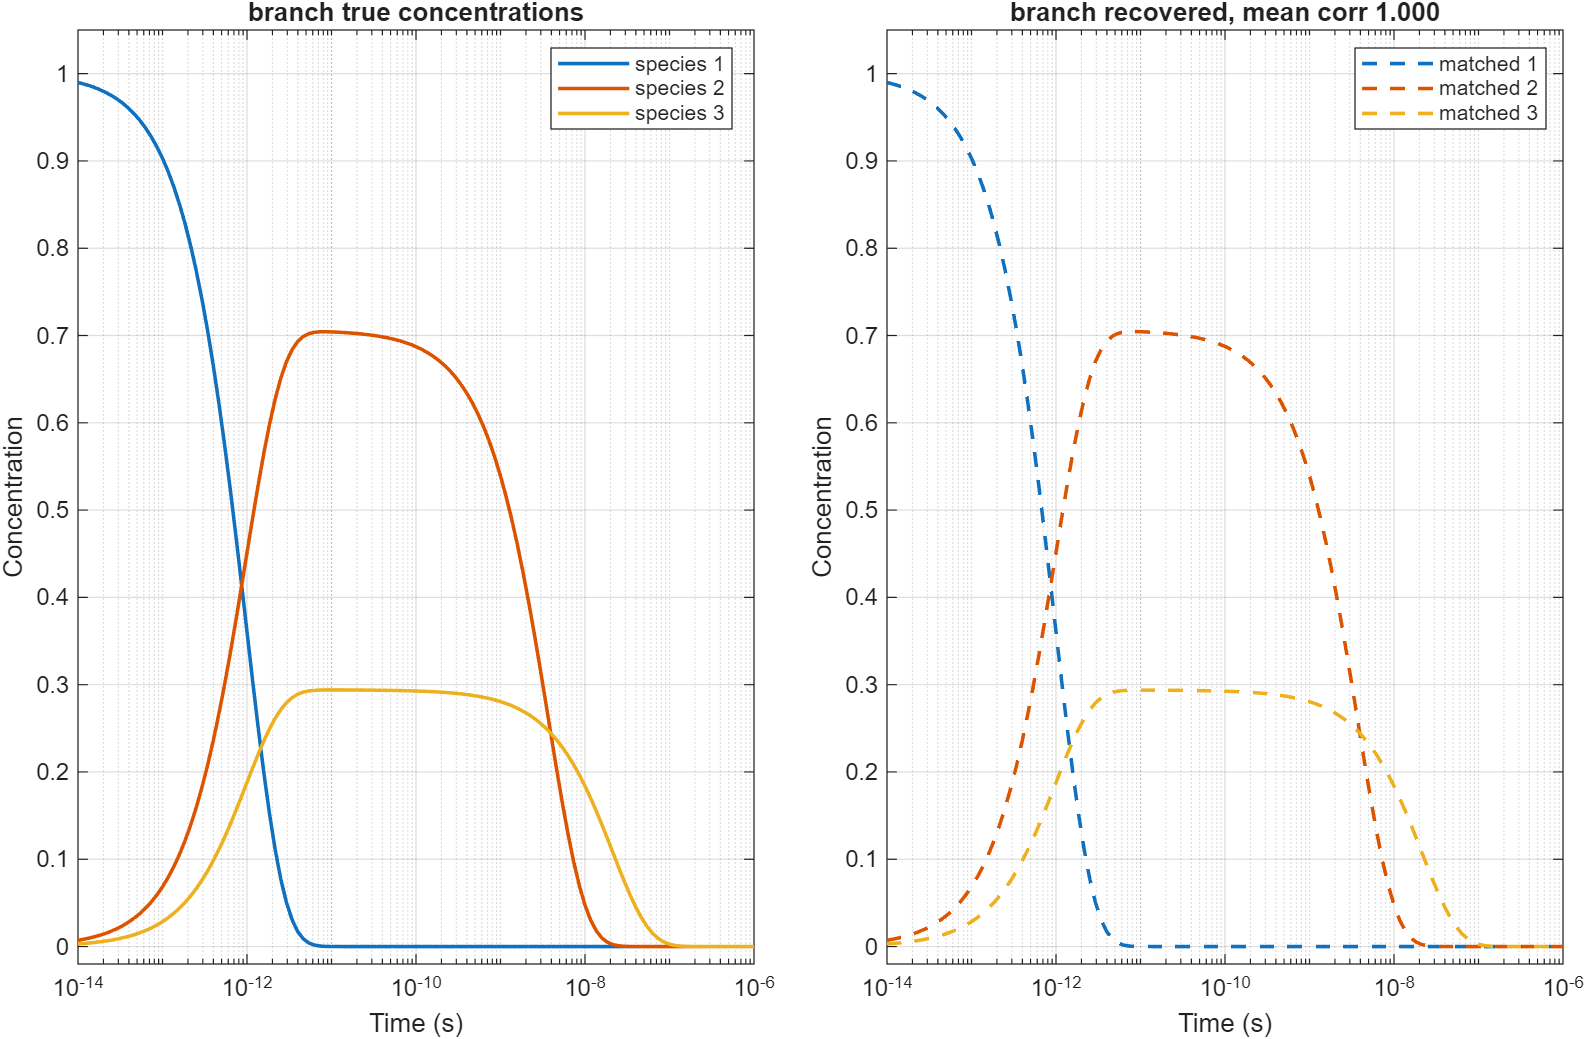 branch true concentrations
1
0.9
0.8
0.7
0.6
0.5
0.4
0.3
0.2
0.1
0
Concentration
species 1
species 2
species 3
10^-14
10^-12
10^-10
10^-8
10^-6
Time (s)
branch recovered, mean corr 1.000
1
0.9
0.8
0.7
0.6
0.5
0.4
0.3
0.2
0.1
0
Concentration
matched 1
matched 2
matched 3
10^-14
10^-12
10^-10
10^-8
10^-6
Time (s)